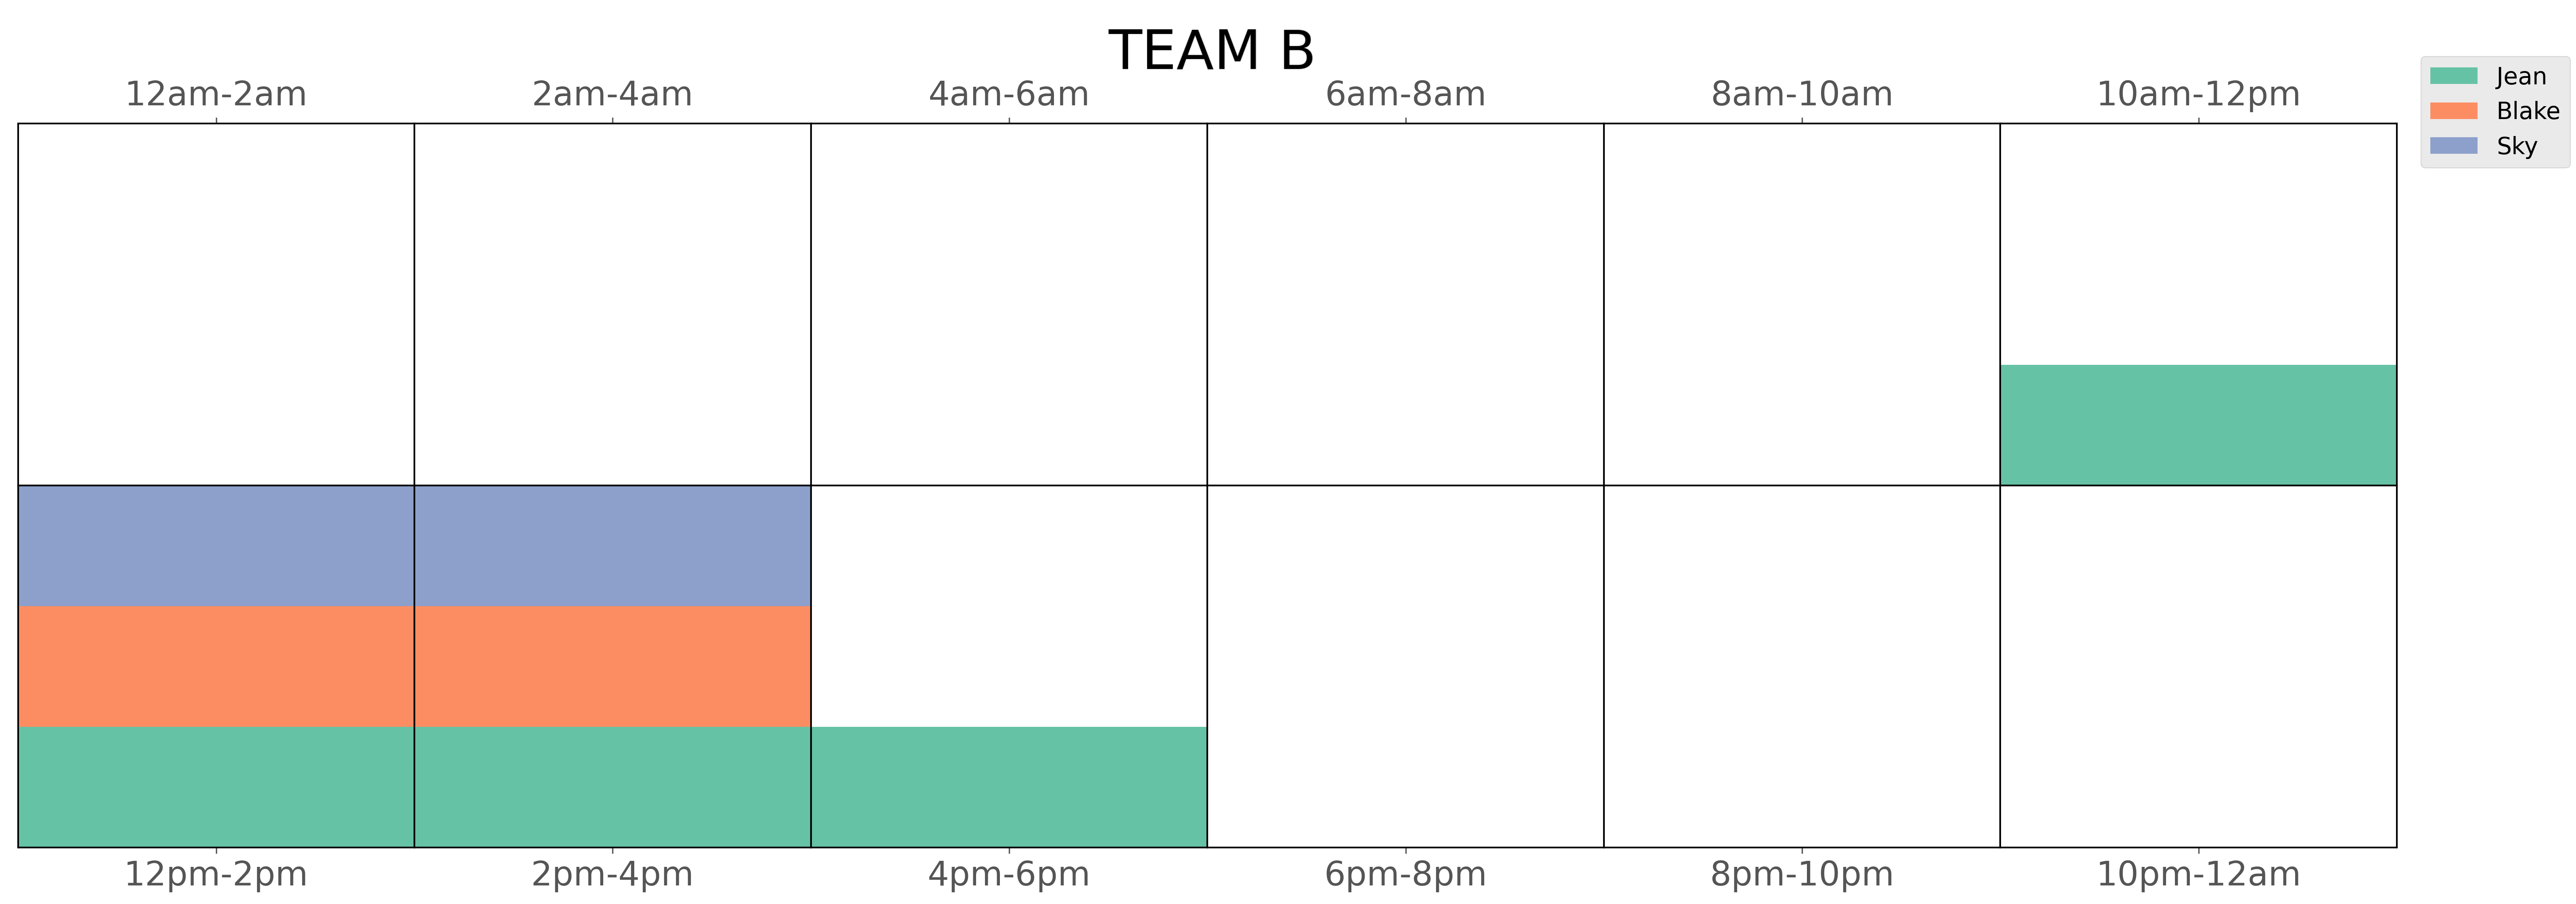 TEAM B
12am-2am 2am-4am 4am-6am 6am-8am 8am-10am 10am-12pm
Jean
Blake
Sky
12pm-2pm 2pm-4pm 4pm-6pm 6pm-8pm 8pm-10pm 10pm-12am